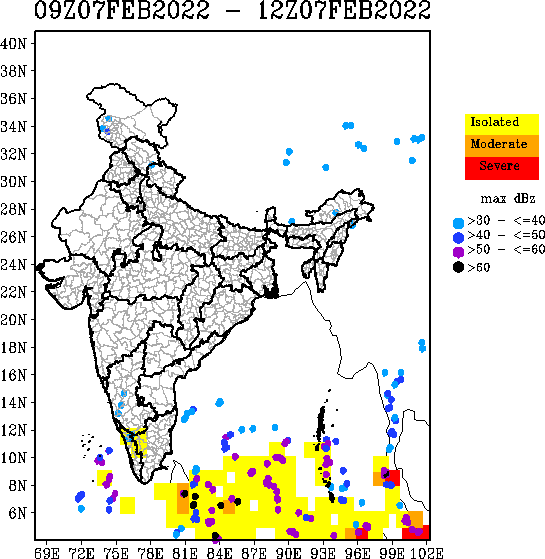 09Z07FEB2022 - 12Z07FEB2022
40N
38N
36N
34N
32N
30N
28N
26N
24N
22N
20N
18N
16N
14N
12N
10N
8N
6N
69E 72E 75E 78E 81E 84E 87E 90E 93E 96E 99E 102E
Isolated
Moderate
Severe
max dBz
>30 - <=40
>40 - <=50
>50 - <=60
>60